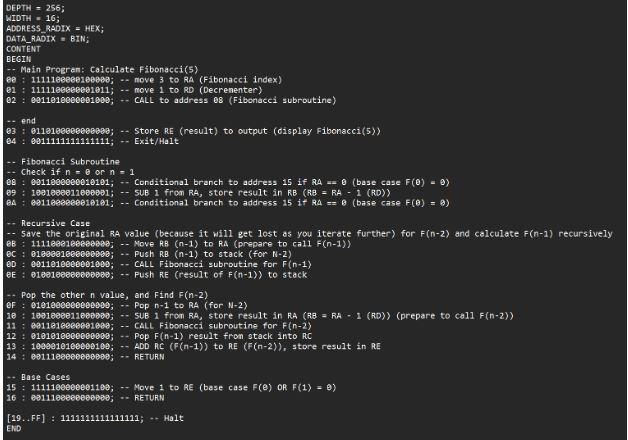 DEPTH = 256;
WIDTH = 16;
ADDRESS_RADIX = HEX;
DATA_RADIX = BIN;
CONTENT
BEGIN
-- Main Program: Calculate Fibonacci(5)
00 : 1111100000100000; -- move 3 to RA (Fibonacci index)
01 : 1111100000001011; -- move 1 to RD (Decrementer)
02 : 0011010000001000; -- CALL to address 08 (Fibonacci subroutine)
-- end
03 : 0110100000000000; -- Store RE (result) to output (display Fibonacci(5))
04 : 0011111111111111; -- Exit/Halt
-- Fibonacci Subroutine
-- Check if n = 0 or n = 1
08 : 0011000000010101; -- Conditional branch to address 15 if RA == 0 (base case F(0) = 0)
09 : 1001000011000001; -- SUB 1 from RA, store result in RB (RB = RA - 1 (RD))
0A : 0011000000010101; -- Conditional branch to address 15 if RA == 0 (base case F(0) = 0)
-- Recursive Case
-- Save the original RA value (because it will get lost as you iterate further) for F(n-2) and calculate F(n-1) recursively
0B : 1111000100000000; -- Move RB (n-1) to RA (prepare to call F(n-1))
0C : 0100001000000000; -- Push RB (n-1) to stack (for N-2)
0D : 0011010000001000; -- CALL Fibonacci subroutine for F(n-1)
0E : 0100100000000000; -- Push RE (result of F(n-1)) to stack
-- Pop the other n value, and Find F(n-2)
0F : 0101000000000000; -- Pop n-1 to RA (for N-2)
10 : 1001000011000000; -- SUB 1 from RA, store result in RA (RB = RA - 1 (RD)) (prepare to call F(n-2))
11 : 0011010000001000; -- CALL Fibonacci subroutine for F(n-2)
12 : 0101010000000000; -- Pop F(n-1) result from stack into RC
13 : 1000010100000100; -- ADD RC (F(n-1)) to RE (F(n-2)), store result in RE
14 : 0011100000000000; -- RETURN
-- Base Cases
15 : 1111100000001100; -- Move 1 to RE (base case F(0) OR F(1) = 0)
16 : 0011100000000000; -- RETURN
[19..FF] : 1111111111111111; -- Halt
END